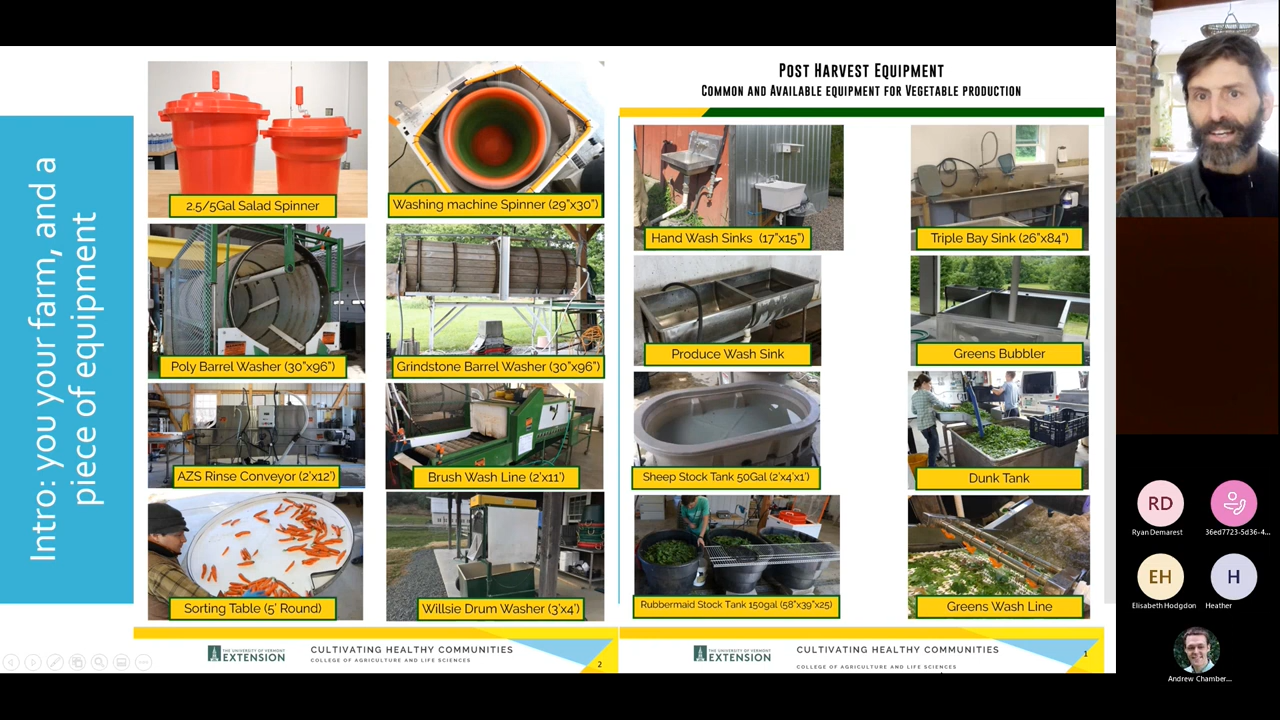 Intro: you your farm, and a
piece of equipment
2.5/5Gal Salad Spinner
Washing machine Spinner (29"x30")
Poly Barrel Washer (30"x96")
Grindstone Barrel Washer (30"x96")
AZS Rinse Conveyor (2'x12')
Brush Wash Line (2'x11')
Sorting Table (5' Round)
Willsie Drum Washer (3'x4')
THE UNIVERSITY OF VERMONT
EXTENSION
CULTIVATING HEALTHY COMMUNITIES
COLLEGE OF AGRICULTURE AND LIFE SCIENCES
2
POST HARVEST EQUIPMENT
COMMON AND AVAILABLE EQUIPMENT FOR VEGETABLE PRODUCTION
Hand Wash Sinks (17"x15")
Triple Bay Sink (26"x84")
Produce Wash Sink
Greens Bubbler
Sheep Stock Tank 50Gal (2'x4'x1')
Dunk Tank
Rubbermaid Stock Tank 150gal (58"x39"x25)
Greens Wash Line
THE UNIVERSITY OF VERMONT
EXTENSION
CULTIVATING HEALTHY COMMUNITIES
COLLEGE OF AGRICULTURE AND LIFE SCIENCES
1
RD
Ryan Demarest
36ed7723-5d36-4...
EH
Elisabeth Hodgdon
H
Heather
Andrew Chamber...